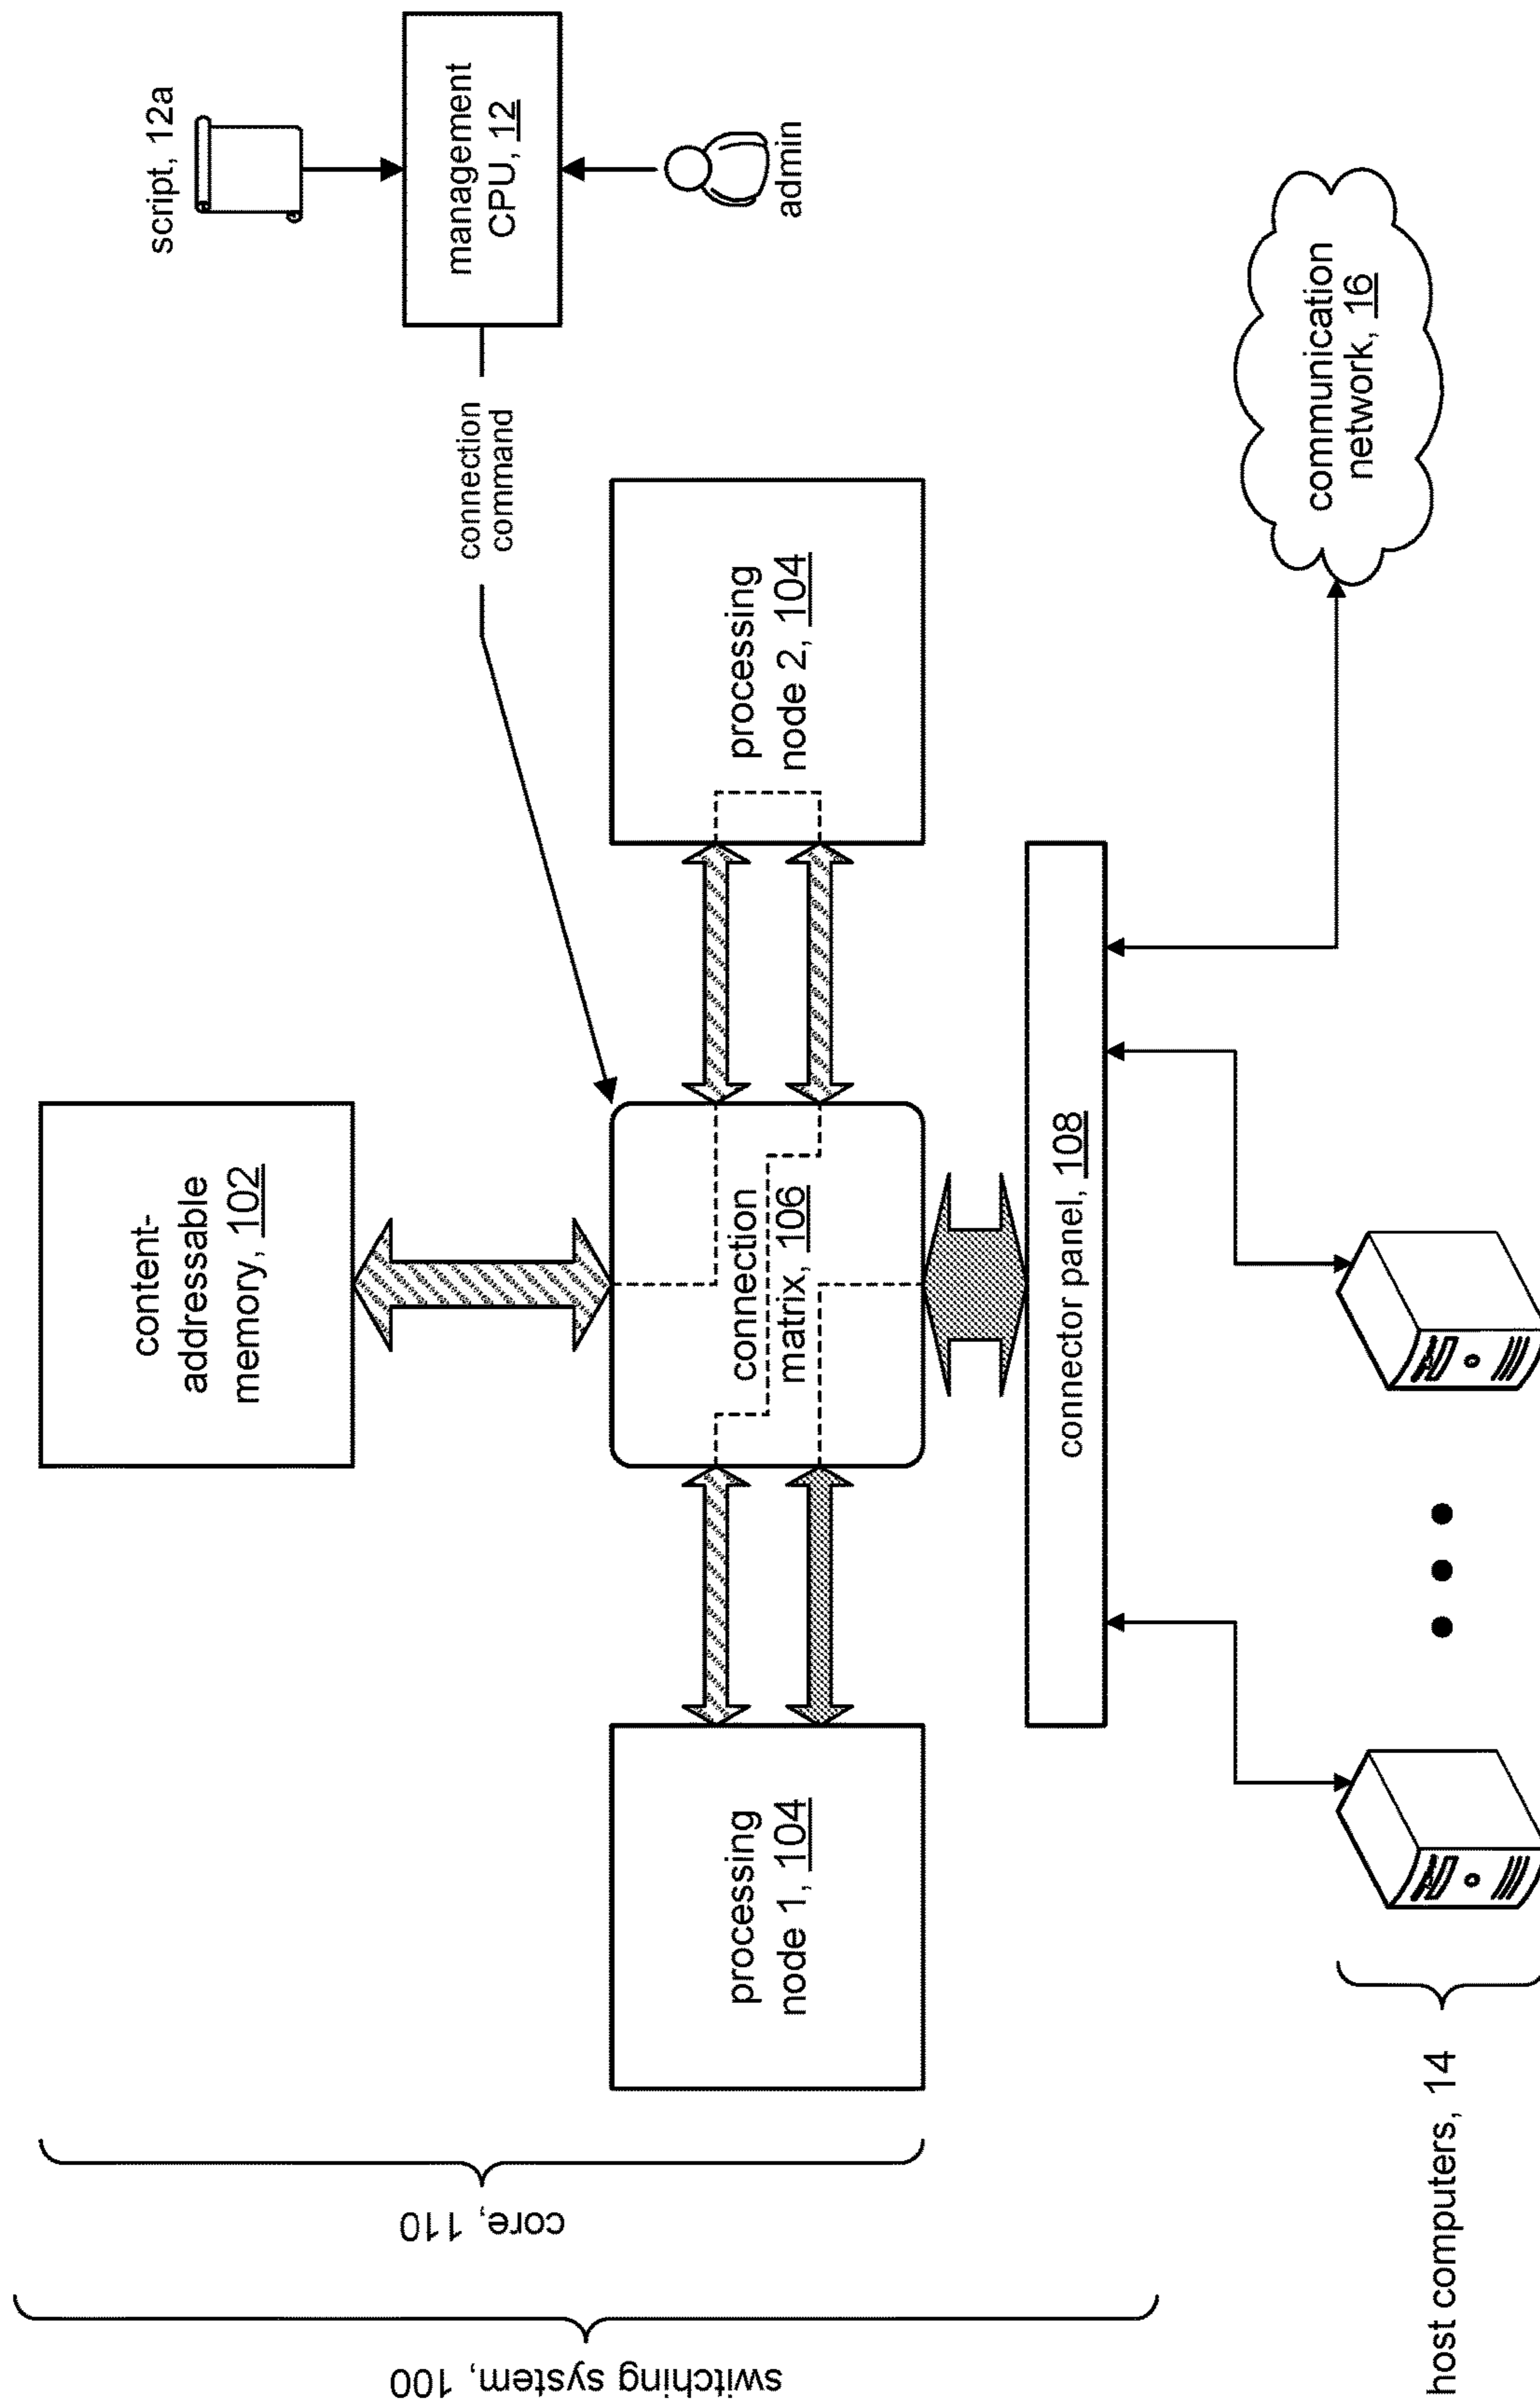 script, 12a
management
CPU, 12
admin
connection
command
content-
addressable
memory, 102
processing
node 1, 104
connection
matrix, 106
processing
node 2, 104
connector panel, 108
communication
network, 16
host computers, 14
core, 110
switching system, 100